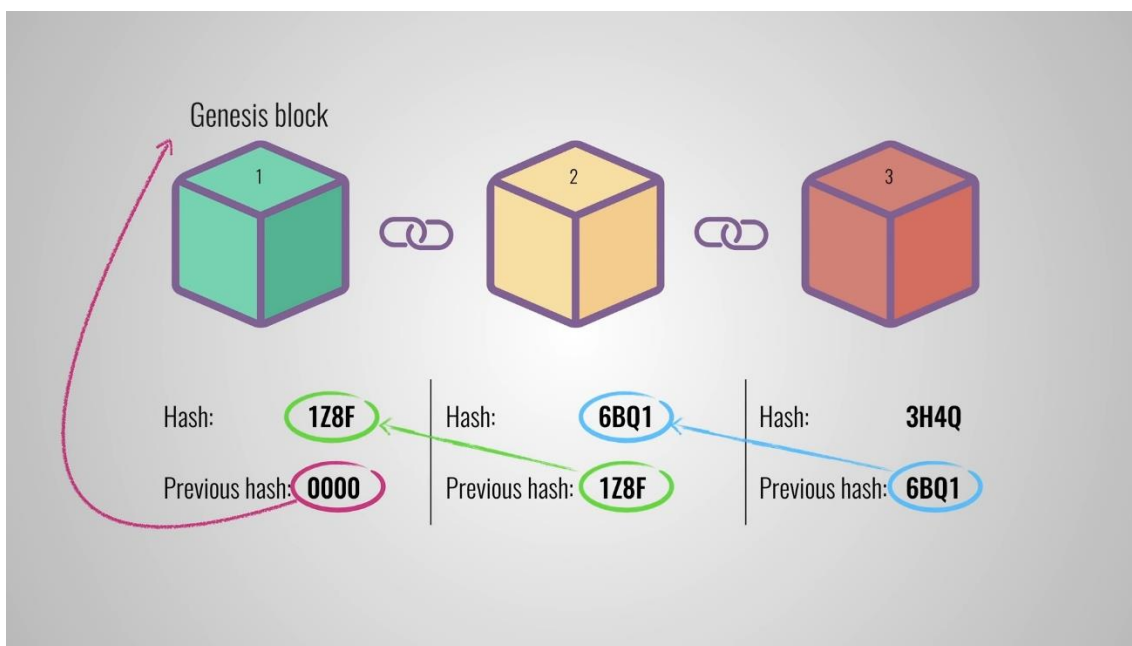 Genesis block
1
2
3
Hash: 1Z8F
Previous hash: 0000
Hash: 6BQ1
Previous hash: 1Z8F
Hash: 3H4Q
Previous hash: 6BQ1